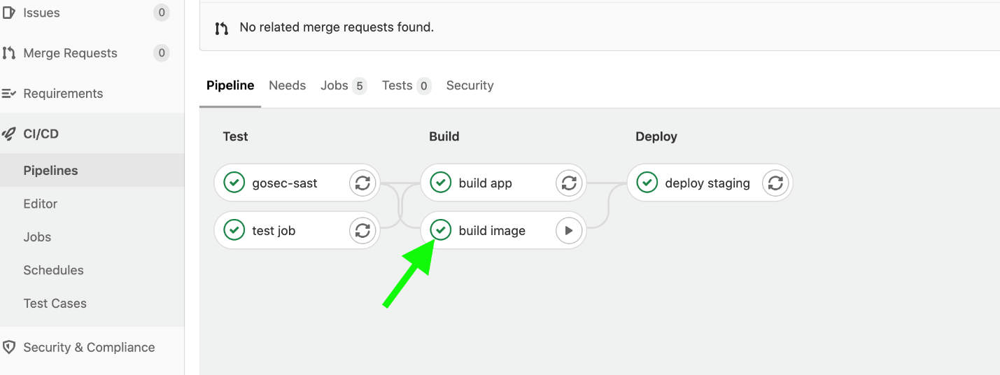 Issues 0
Merge Requests 0
Requirements
CI/CD
Pipelines
Editor
Jobs
Schedules
Test Cases
Security & Compliance
No related merge requests found.
Pipeline Needs Jobs 5 Tests 0 Security
Test Build Deploy
gosec-sast build app deploy staging
test job build image